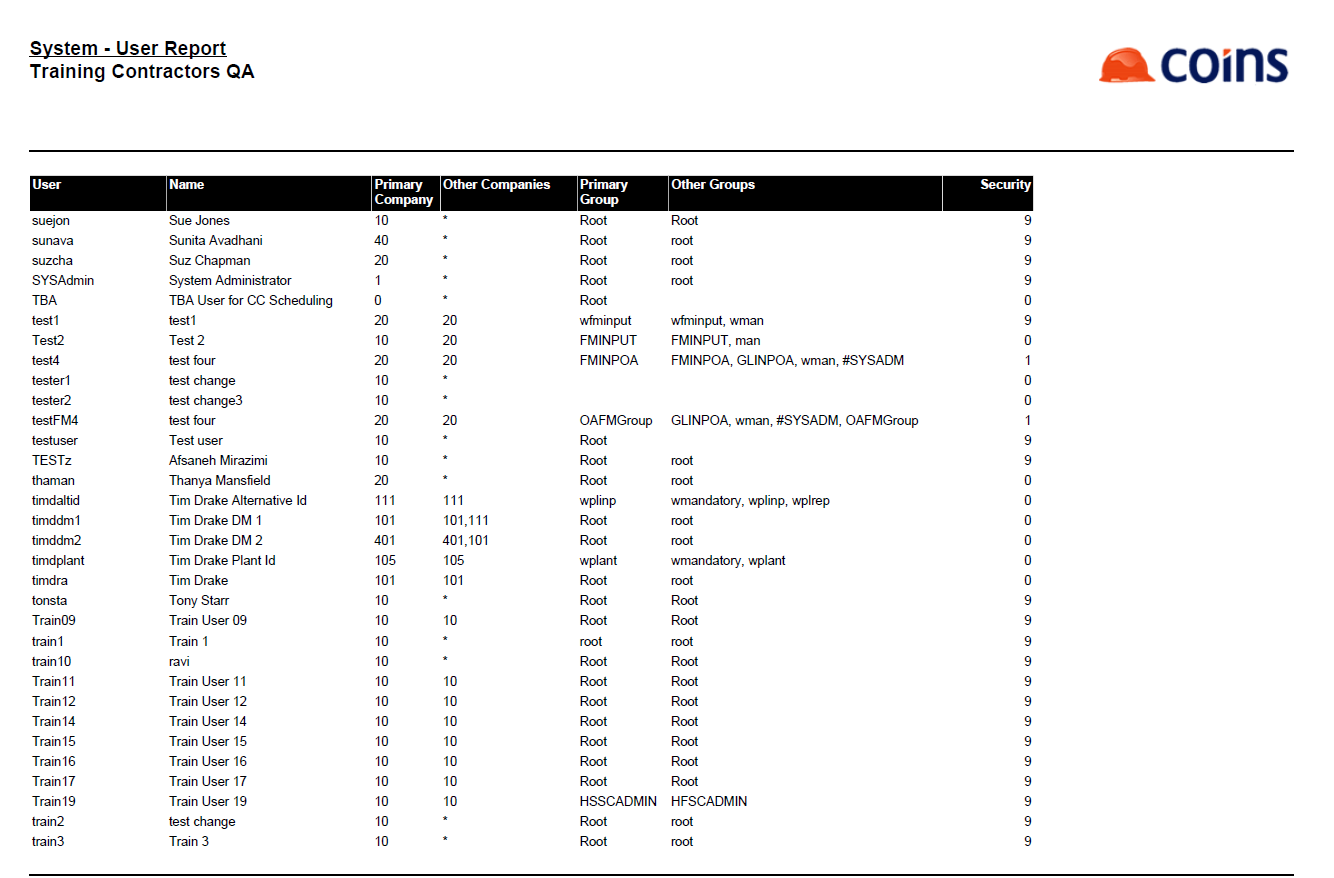 System - User Report
Training Contractors QA
coins
User Name Primary Company Other Companies Primary Group Other Groups Security
suejon Sue Jones 10 * Root Root 9
sunava Sunita Avadhani 40 * Root root 9
suzcha Suz Chapman 20 * Root root 9
SYSAdmin System Administrator 1 * Root root 9
TBA TBA User for CC Scheduling 0 * Root 0
test1 test1 20 20 wfminput wfminput, wman 9
Test2 Test 2 10 20 FMINPUT FMINPUT, man 0
test4 test four 20 20 FMINPOA FMINPOA, GLINPOA, wman, #SYSADM 1
tester1 test change 10 * 0
tester2 test change3 10 * 0
testFM4 test four 20 20 OAFMGroup GLINPOA, wman, #SYSADM, OAFMGroup 1
testuser Test user 10 * Root 9
TESTz Afsaneh Mirazimi 10 * Root root 9
thaman Thanya Mansfield 20 * Root root 0
timdaltid Tim Drake Alternative Id 111 111 wplinp wmandatory, wplinp, wplrep 0
timddm1 Tim Drake DM 1 101 101,111 Root root 0
timddm2 Tim Drake DM 2 401 401,101 Root root 0
timdplant Tim Drake Plant Id 105 105 wplant wmandatory, wplant 0
timdra Tim Drake 101 101 Root root 0
tonsta Tony Starr 10 * Root Root 9
Train09 Train User 09 10 10 Root Root 9
train1 Train 1 10 * root root 9
train10 ravi 10 * Root Root 9
Train11 Train User 11 10 10 Root Root 9
Train12 Train User 12 10 10 Root Root 9
Train14 Train User 14 10 10 Root Root 9
Train15 Train User 15 10 10 Root Root 9
Train16 Train User 16 10 10 Root Root 9
Train17 Train User 17 10 10 Root Root 9
Train19 Train User 19 10 10 HSSCADMIN HFSCADMIN 9
train2 test change 10 * Root root 9
train3 Train 3 10 * Root root 9